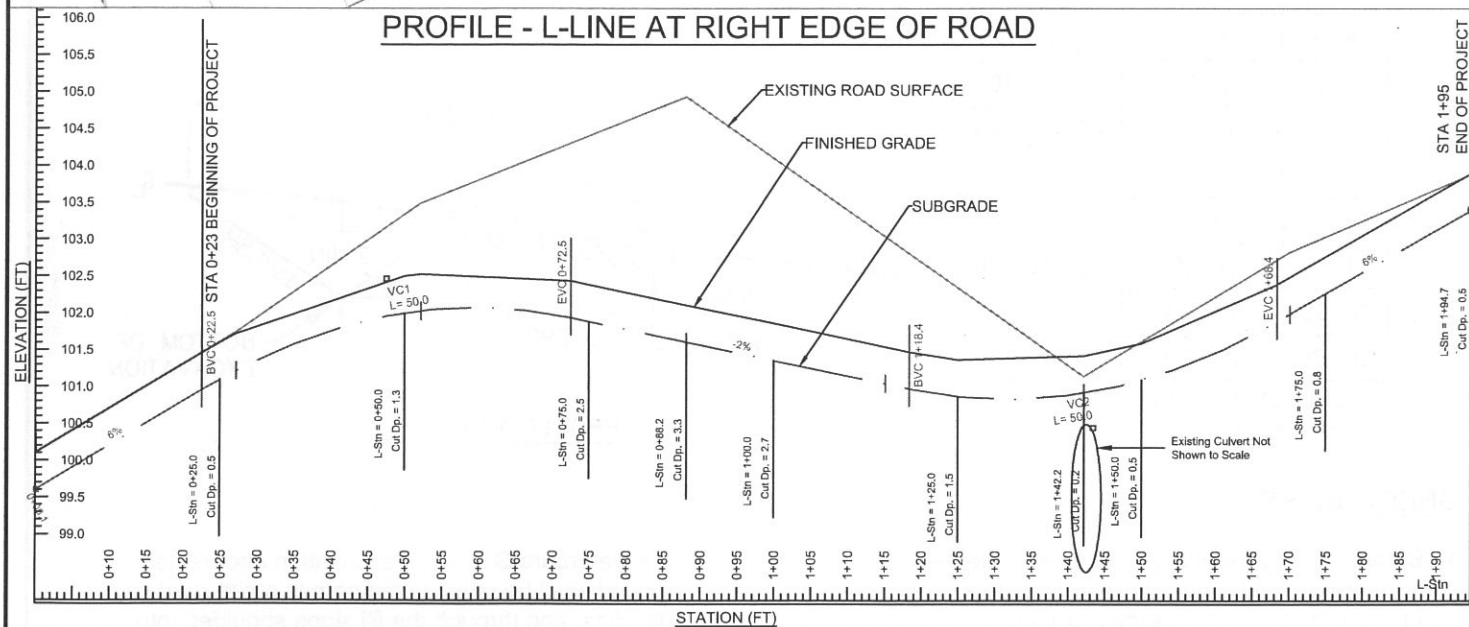 PROFILE - L-LINE AT RIGHT EDGE OF ROAD
106.0
105.5
105.0
104.5
104.0
103.5
103.0
102.5
102.0
101.5
101.0
100.5
100.0
99.5
99.0
ELEVATION (FT)
BVC 0+22.5
STA 0+23 BEGINNING OF PROJECT
EXISTING ROAD SURFACE
FINISHED GRADE
SUBGRADE
STA 1+95
END OF PROJECT
VC1
L= 50.0
EVC 0+72.5
BVC 1+18.4
VC2
L= 50.0
EVC 1+68.4
6%
-2%
6%
Existing Culvert Not
Shown to Scale
L-Stn = 0+25.0
Cut Dp. = 0.5
L-Stn = 0+50.0
Cut Dp. = 1.3
L-Stn = 0+75.0
Cut Dp. = 2.5
L-Stn = 0+88.2
Cut Dp. = 3.3
L-Stn = 1+00.0
Cut Dp. = 2.7
L-Stn = 1+25.0
Cut Dp. = 1.5
L-Stn = 1+42.2
Cut Dp. = 0.2
L-Stn = 1+50.0
Cut Dp. = 0.5
L-Stn = 1+75.0
Cut Dp. = 0.8
L-Stn = 1+94.7
Cut Dp. = 0.5
0+10
0+15
0+20
0+25
0+30
0+35
0+40
0+45
0+50
0+55
0+60
0+65
0+70
0+75
0+80
0+85
0+90
0+95
1+00
1+05
1+10
1+15
1+20
1+25
1+30
1+35
1+40
1+45
1+50
1+55
1+60
1+65
1+70
1+75
1+80
1+85
1+90
L-Stn
STATION (FT)